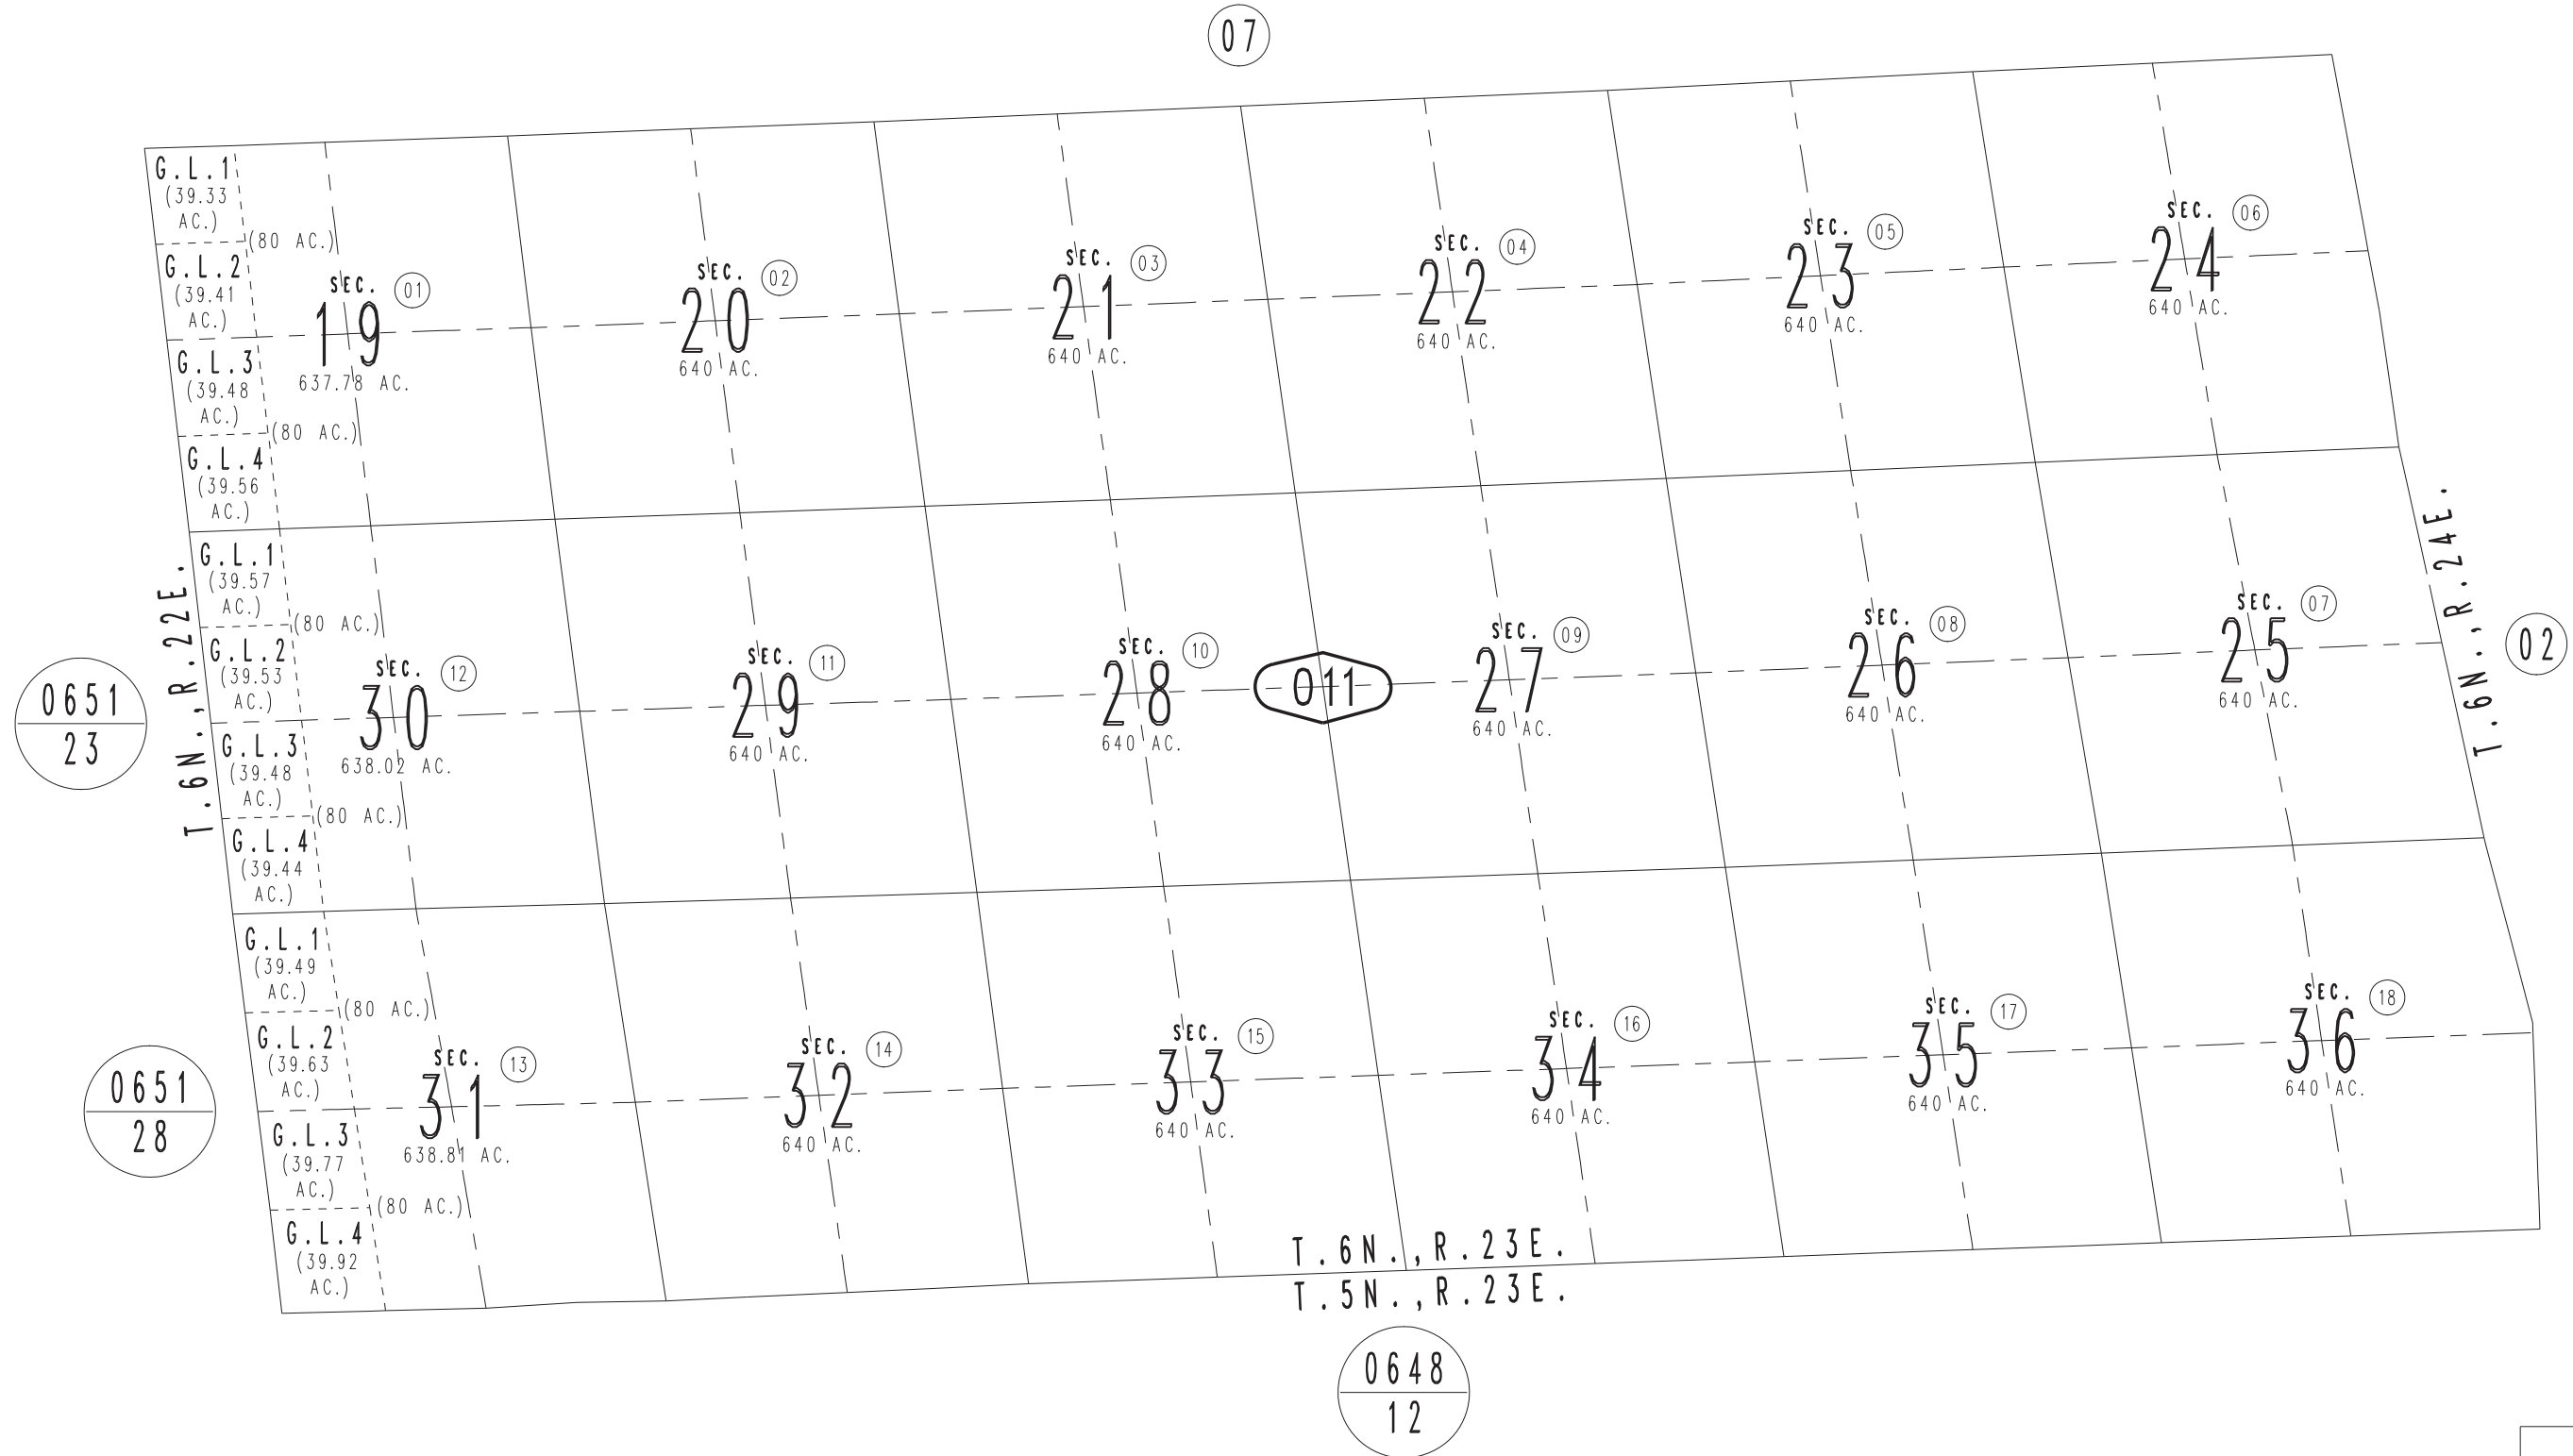 07
G.L.1
(39.33
AC.)
(80 AC.)
G.L.2
(39.41
AC.)
G.L.3
(39.48
AC.)
(80 AC.)
G.L.4
(39.56
AC.)
SEC. 01
19
637.78 AC.
SEC. 02
20
640 AC.
SEC. 03
21
640 AC.
SEC. 04
22
640 AC.
SEC. 05
23
640 AC.
SEC. 06
24
640 AC.
T.6N.,R.22E.
0651
23
G.L.1
(39.57
AC.)
(80 AC.)
G.L.2
(39.53
AC.)
G.L.3
(39.48
AC.)
(80 AC.)
G.L.4
(39.44
AC.)
SEC. 12
30
638.02 AC.
SEC. 11
29
640 AC.
SEC. 10
28
640 AC.
011
SEC. 09
27
640 AC.
SEC. 08
26
640 AC.
SEC. 07
25
640 AC.
T.6N.,R.24E.
02
0651
28
G.L.1
(39.49
AC.)
(80 AC.)
G.L.2
(39.63
AC.)
G.L.3
(39.77
AC.)
(80 AC.)
G.L.4
(39.92
AC.)
SEC. 13
31
638.81 AC.
SEC. 14
32
640 AC.
SEC. 15
33
640 AC.
SEC. 16
34
640 AC.
SEC. 17
35
640 AC.
SEC. 18
36
640 AC.
T.6N.,R.23E.
T.5N.,R.23E.
0648
12